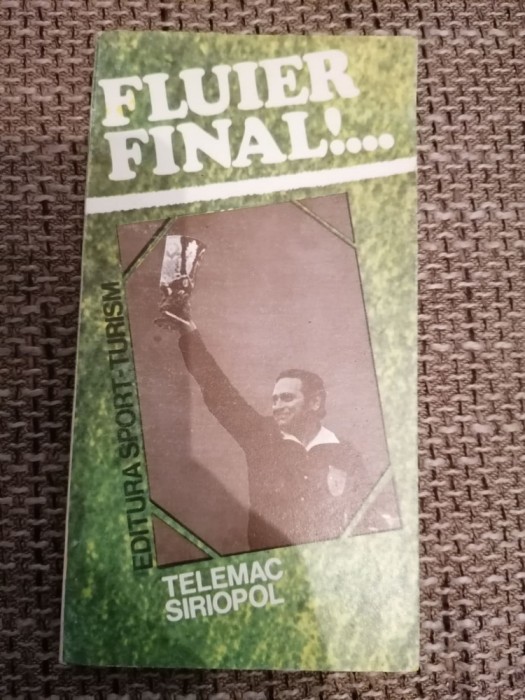 FLUIER
FINAL!...
EDITURA SPORT-TURISM
TELEMAC
SIRIOPOL